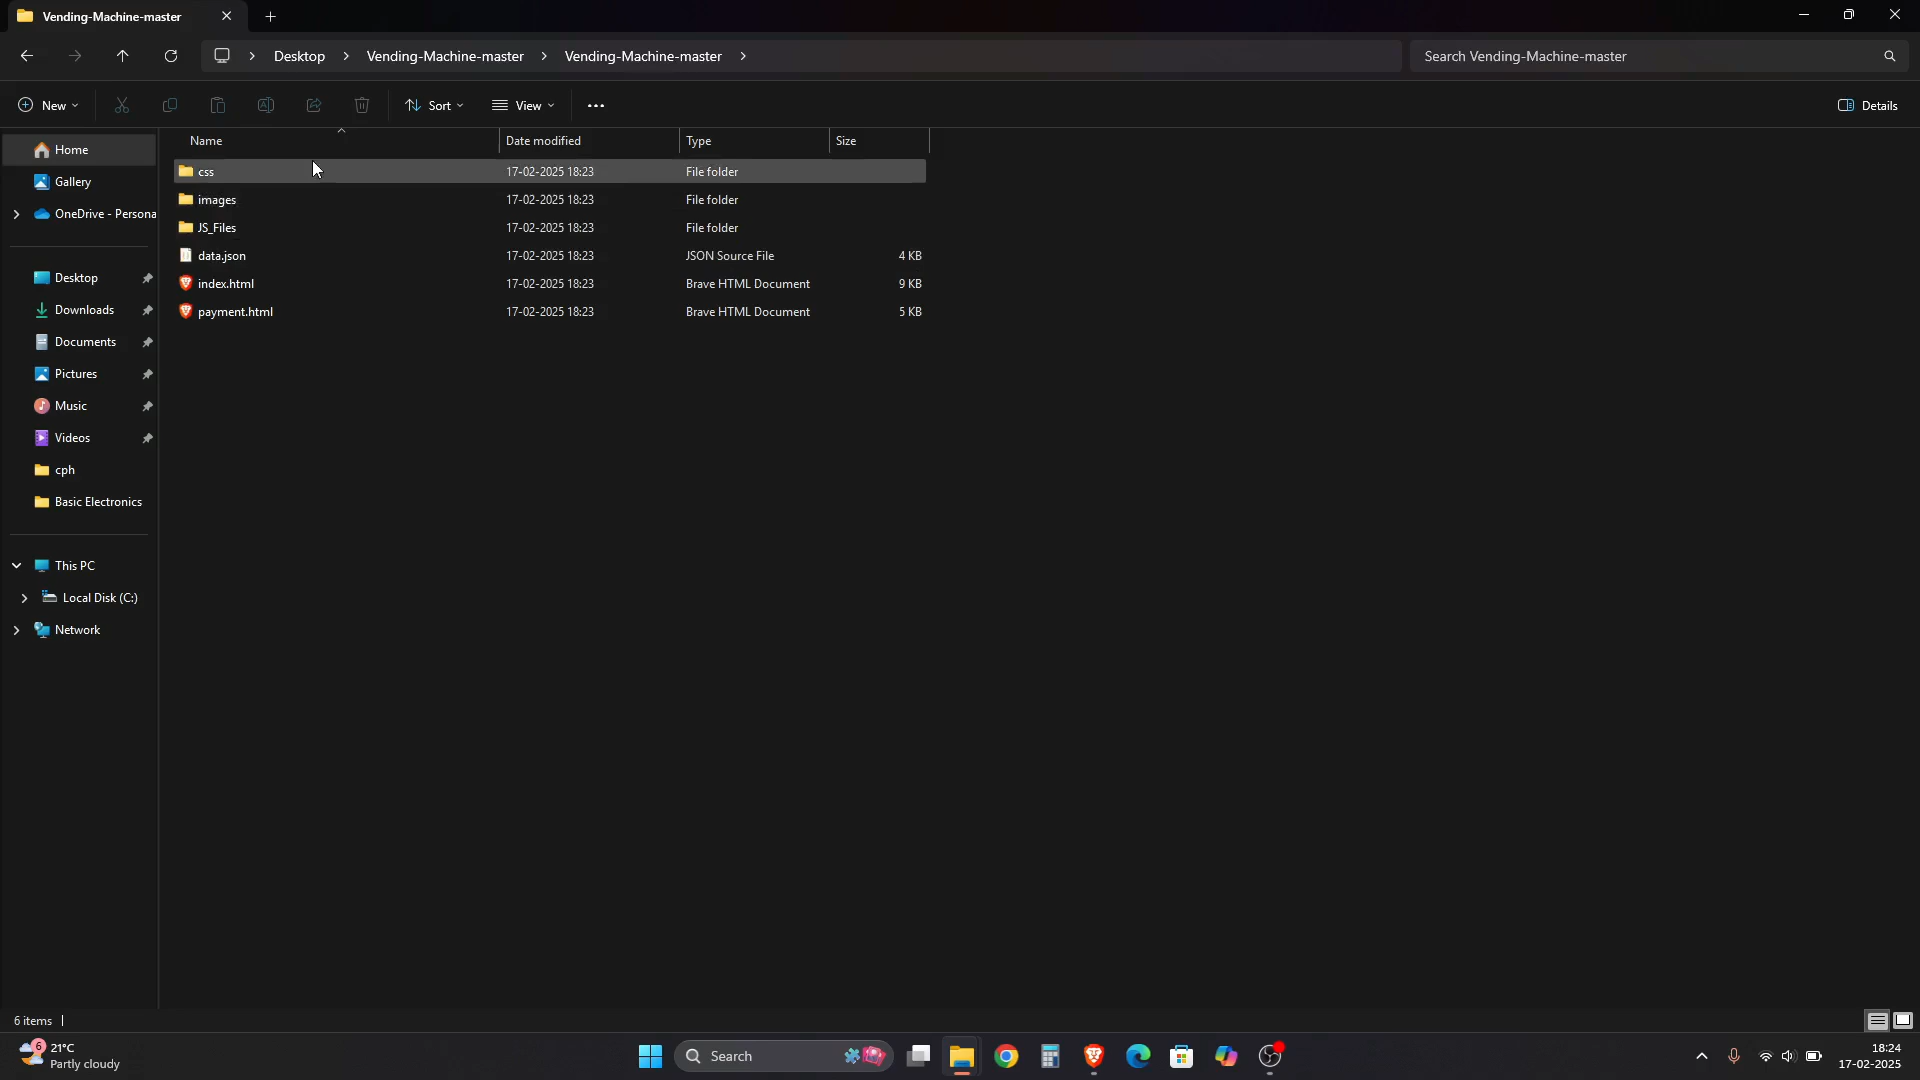 Vending-Machine-master
Desktop > Vending-Machine-master > Vending-Machine-master >
Search Vending-Machine-master
New
Sort
View
Details
Name Date modified Type Size
css 17-02-2025 18:23 File folder
images 17-02-2025 18:23 File folder
JS_Files 17-02-2025 18:23 File folder
data.json 17-02-2025 18:23 JSON Source File 4 KB
index.html 17-02-2025 18:23 Brave HTML Document 9 KB
payment.html 17-02-2025 18:23 Brave HTML Document 5 KB
Home
Gallery
OneDrive - Persona
Desktop
Downloads
Documents
Pictures
Music
Videos
cph
Basic Electronics
This PC
Local Disk (C:)
Network
6 items
6
21°C
Partly cloudy
Search
18:24
17-02-2025